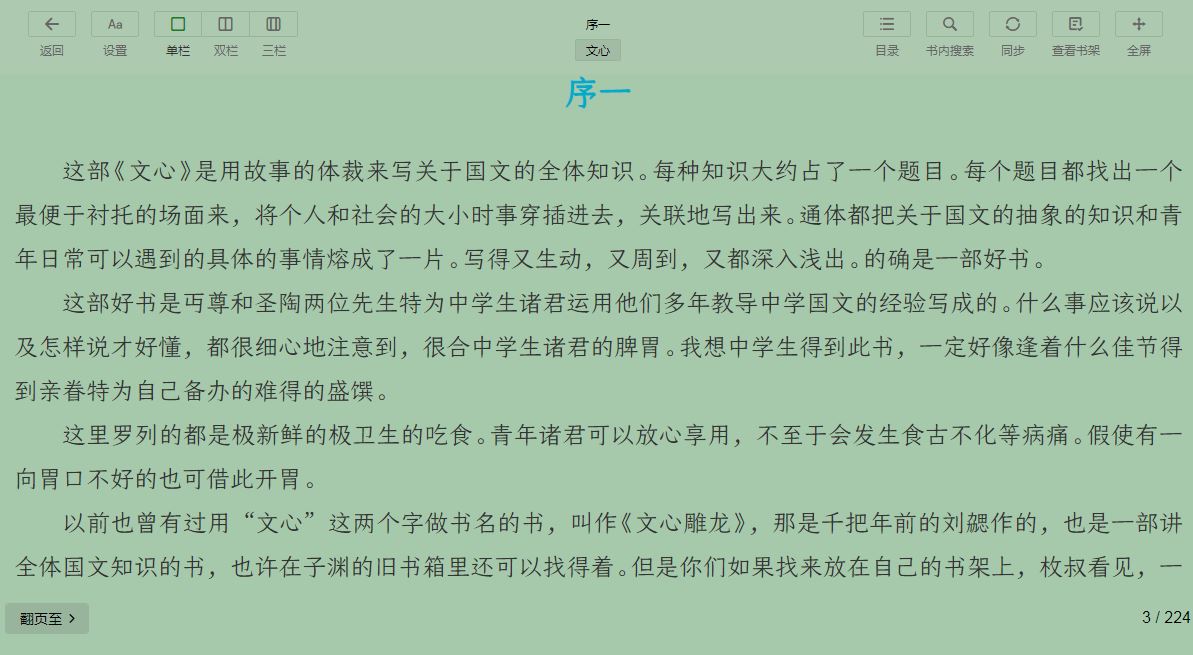 Aa
序一
返回 设置 单栏 双栏 三栏 文心 目录 书内搜索 同步 查看书架 全屏
序一
这部《文心》是用故事的体裁来写关于国文的全体知识。每种知识大约占了一个题目。每个题目都找出一个
最便于衬托的场面来，将个人和社会的大小时事穿插进去，关联地写出来。通体都把关于国文的抽象的知识和青
年日常可以遇到的具体的事情熔成了一片。写得又生动，又周到，又都深入浅出。的确是一部好书。
这部好书是丏尊和圣陶两位先生特为中学生诸君运用他们多年教导中学国文的经验写成的。什么事应该说以
及怎样说才好懂，都很细心地注意到，很合中学生诸君的脾胃。我想中学生得到此书，一定好像逢着什么佳节得
到亲眷特为自己备办的难得的盛馔。
这里罗列的都是极新鲜的极卫生的吃食。青年诸君可以放心享用，不至于会发生食古不化等病痛。假使有一
向胃口不好的也可借此开胃。
以前也曾有过用“文心”这两个字做书名的书，叫作《文心雕龙》，那是千把年前的刘勰作的，也是一部讲
全体国文知识的书，也许在子渊的旧书箱里还可以找得着。但是你们如果找来放在自己的书架上，枚叔看见，一
翻页至 3 / 224